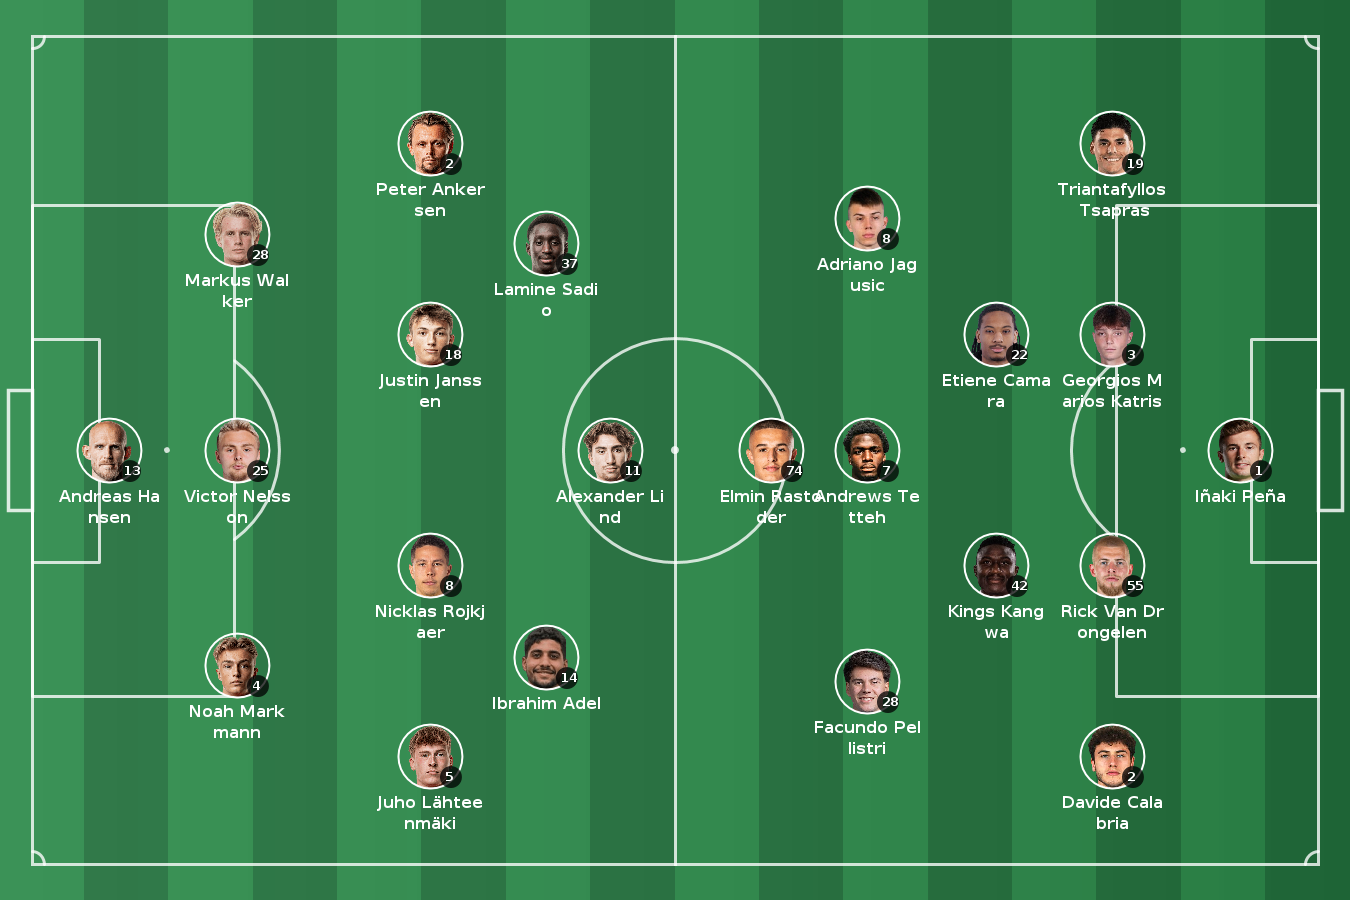 2
Peter Anker
sen
19
Triantafyllos
Tsapras
28
Markus Wal
ker
37
Lamine Sadi
o
8
Adriano Jag
usic
18
Justin Janss
en
22
Etiene Cama
ra
3
Georgios M
arios Katris
13
Andreas Ha
nsen
25
Victor Nelss
on
11
Alexander Li
nd
74
Elmin Rasto
der
7
Andrews Te
tteh
1
Iñaki Peña
8
Nicklas Rojkj
aer
42
Kings Kang
wa
55
Rick Van Dr
ongelen
4
Noah Mark
mann
14
Ibrahim Adel
28
Facundo Pel
listri
5
Juho Lähtee
nmäki
2
Davide Cala
bria